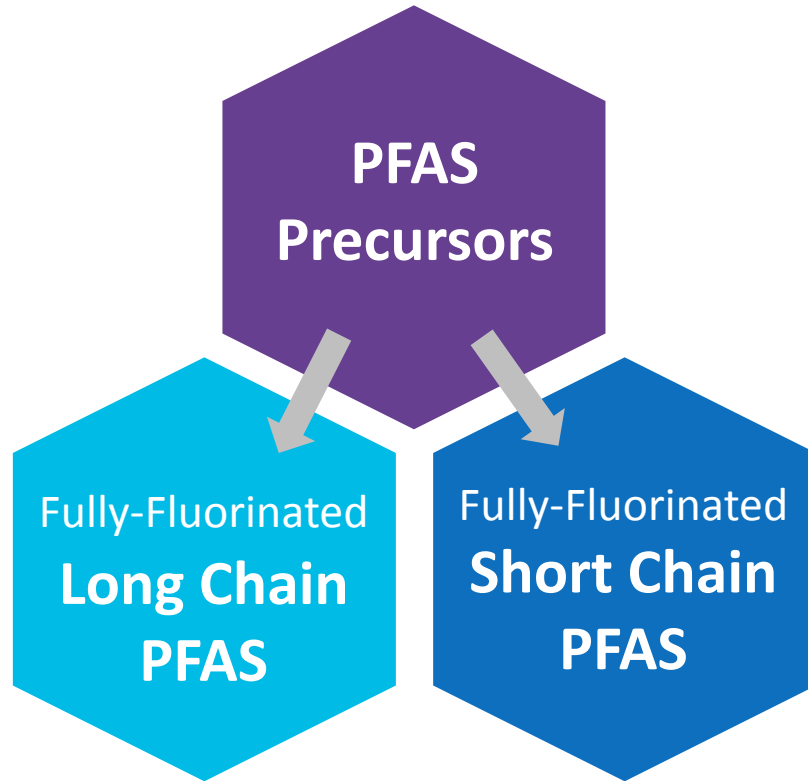 PFAS
Precursors
Fully-Fluorinated
Long Chain
PFAS
Fully-Fluorinated
Short Chain
PFAS